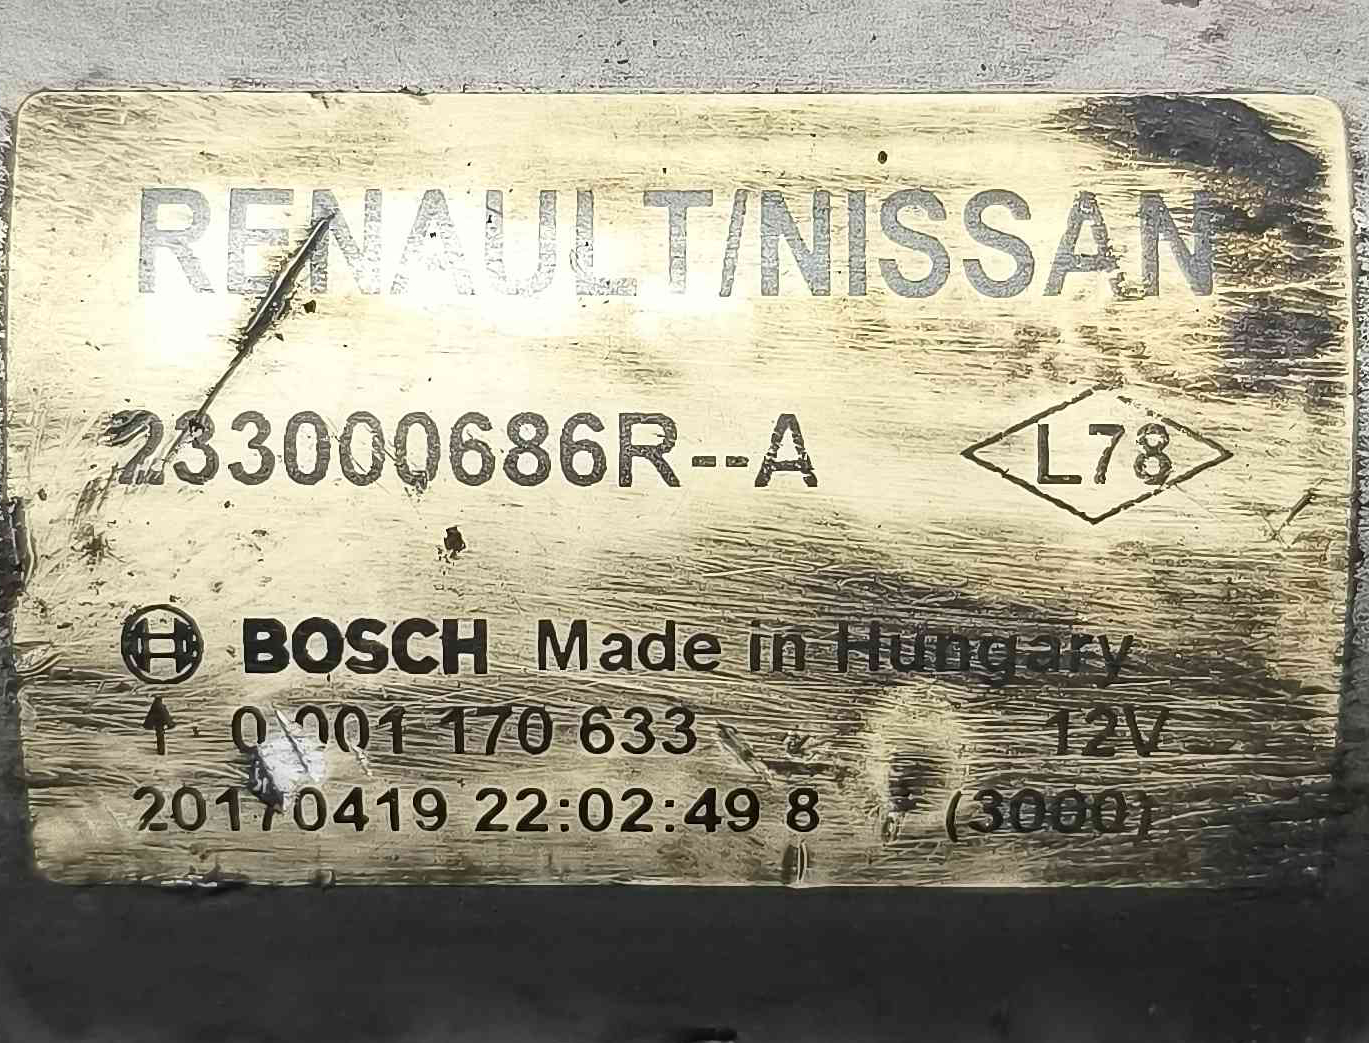 RENAULT/NISSAN
233000686R--A
L78
BOSCH Made in Hungary
0 001 170 633 12V
20170419 22:02:49 8 (3000)